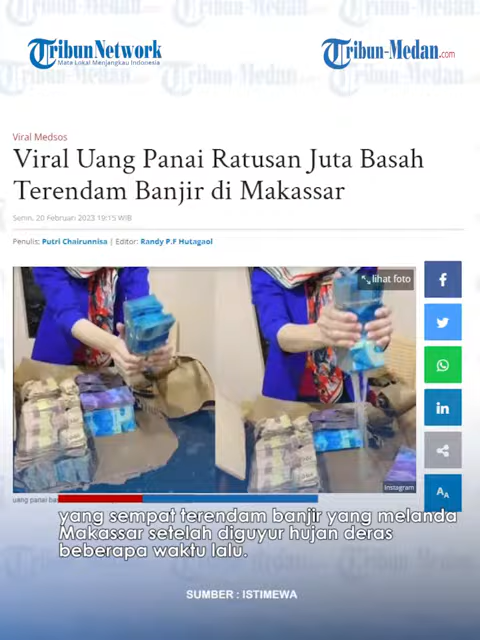 TribunNetwork
Mata Lokal Menjangkau Indonesia
Tribun-Medan.com
Viral Medsos
Viral Uang Panai Ratusan Juta Basah
Terendam Banjir di Makassar
Senin, 20 Februari 2023 19:15 WIB
Penulis: Putri Chairunnisa | Editor: Randy P.F Hutagaol
lihat foto
Instagram
uang panai
AA
yang sempat terendam banjir yang melanda
Makassar setelah diguyur hujan deras
beberapa waktu lalu.
SUMBER : ISTIMEWA